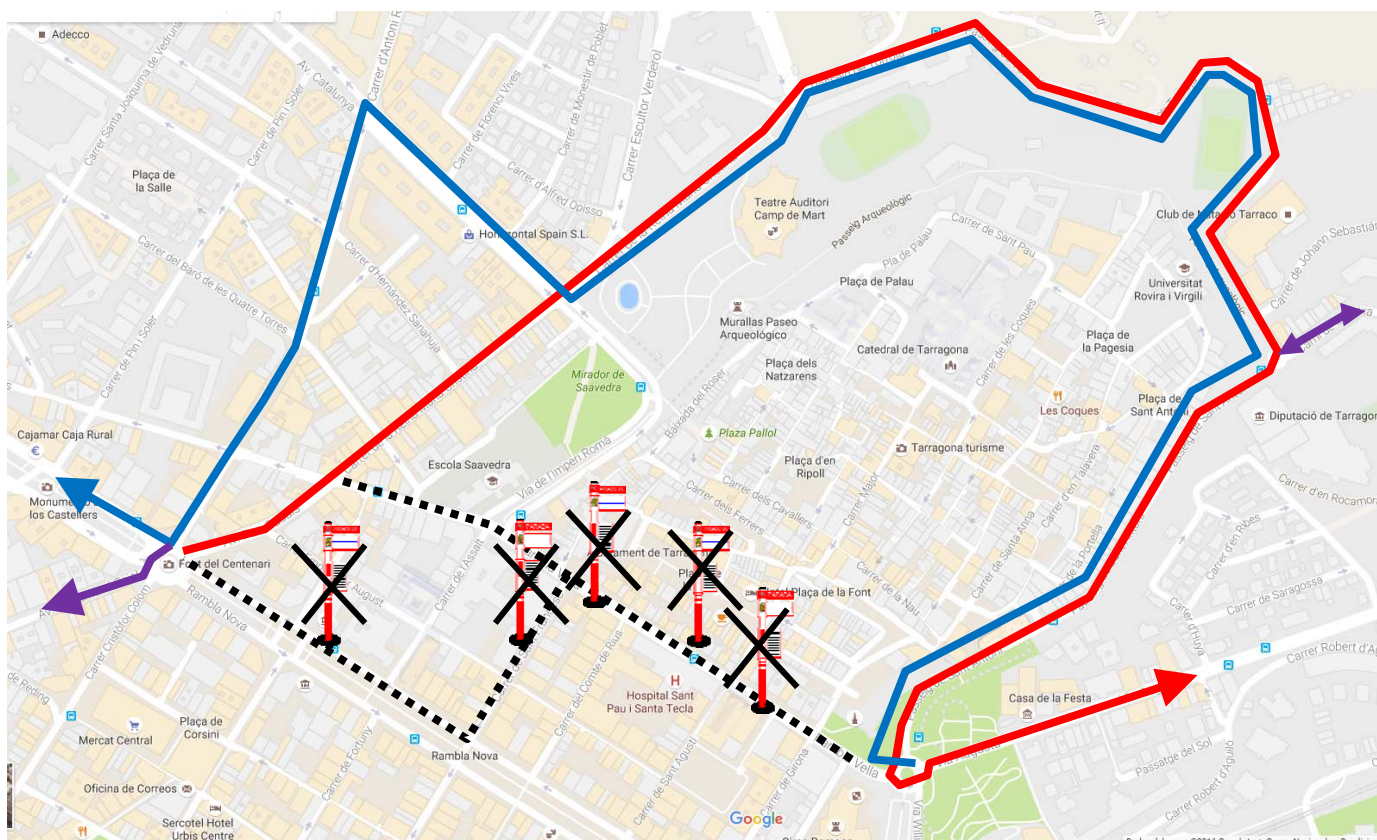 Adecco
Carrer Santa Joaquima de Vedruna
Av. Catalunya
Carrer d'Antoni R
Carrer de Pin i Soler
Carrer de Florenci Vives
Carrer de Monestir de Poblet
Carrer Escultor Verderol
Plaça de
la Salle
Carrer d'Alfred Opisso
Horizontal Spain S.L.
Teatre Auditori
Camp de Mart
Passeig Arqueològic
Carrer de Sant Pau
Pla de Palau
Club de Natació Tarraco
Carrer de Johann Sebastián
Carrer del Baró de les Quatre Torres
Carrer d'Hernández Sanahuja
Carrer de Pin i Soler
Plaça de Palau
Universitat
Rovira i Virgili
Murallas Paseo
Arqueológico
Carrer de les Coques
Plaça de
la Pagesia
Catedral de Tarragona
Plaça dels
Natzarens
Mirador de
Saavedra
Baixada del Roser
Les Coques
Plaça de
Sant Antoni
Diputació de Tarragon
Cajamar Caja Rural
Plaza Pallol
Tarragona turisme
Escola Saavedra
Via de l'Imperi Romà
Plaça d'en
Ripoll
Carrer Major
Carrer d'en Talavera
Carrer d'en Rocamora
Monumento a
los Castellers
Carrer dels Cavallers
Carrer dels Ferrers
Carrer de Santa Anna
Carrer de la Portella
Carrer d'en Ribes
Font del Centenari
Carrer de l'Assalt
August
Plaça de la Font
Carrer de la Nau
Carrer de Saragossa
Rambla Nova
Carrer Cristòfor Colom
Carrer del Comte de Rius
Carrer d'Huyà
Carrer Robert d'A
de Reding
Hospital Sant
Pau i Santa Tecla
Casa de la Festa
Plaça de
Corsini
Mercat Central
Carrer de Fortuny
Rambla Nova
Carrer de Sant Agustí
Carrer de Girona
Vella
Via Augusta
Passatge del Sol
Carrer Robert d'Aguiló
Oficina de Correos
Sercotel Hotel
Urbis Centre
Google
Via William